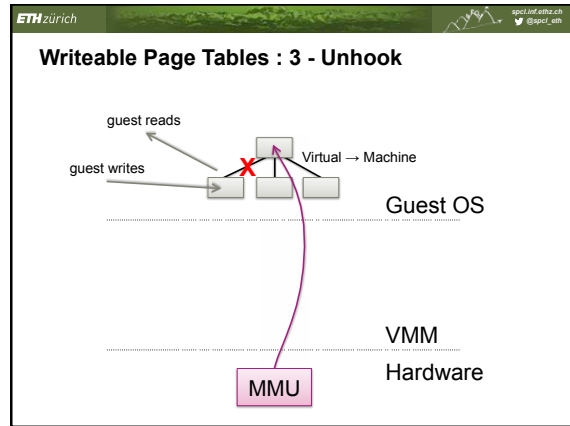 ETH zürich
spcl.inf.ethz.ch
@spcl_eth
Writeable Page Tables : 3 - Unhook
guest reads
X
Virtual → Machine
guest writes
Guest OS
VMM
Hardware
MMU